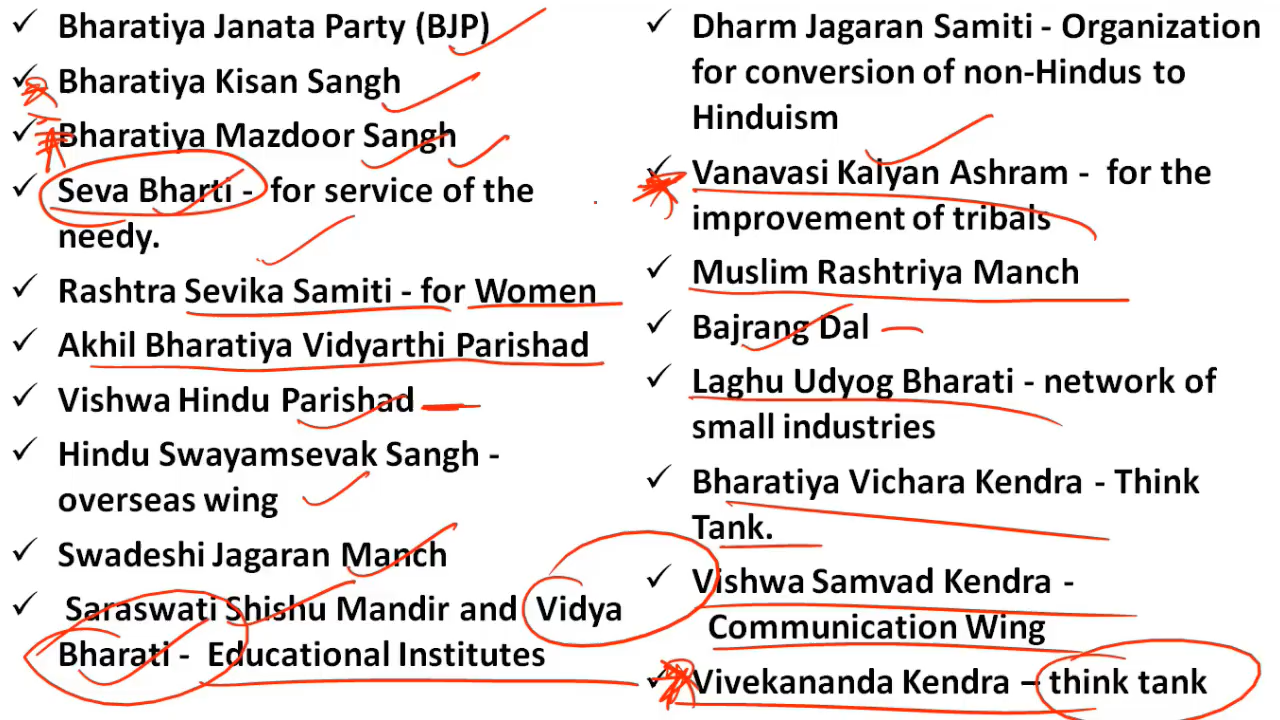 Bharatiya Janata Party (BJP)
Bharatiya Kisan Sangh
Bharatiya Mazdoor Sangh
Seva Bharti - for service of the
needy.
Rashtra Sevika Samiti - for Women
Akhil Bharatiya Vidyarthi Parishad
Vishwa Hindu Parishad
Hindu Swayamsevak Sangh -
overseas wing
Swadeshi Jagaran Manch
Saraswati Shishu Mandir and Vidya
Bharati - Educational Institutes
Dharm Jagaran Samiti - Organization
for conversion of non-Hindus to
Hinduism
Vanavasi Kalyan Ashram - for the
improvement of tribals
Muslim Rashtriya Manch
Bajrang Dal
Laghu Udyog Bharati - network of
small industries
Bharatiya Vichara Kendra - Think
Tank.
Vishwa Samvad Kendra -
Communication Wing
Vivekananda Kendra – think tank